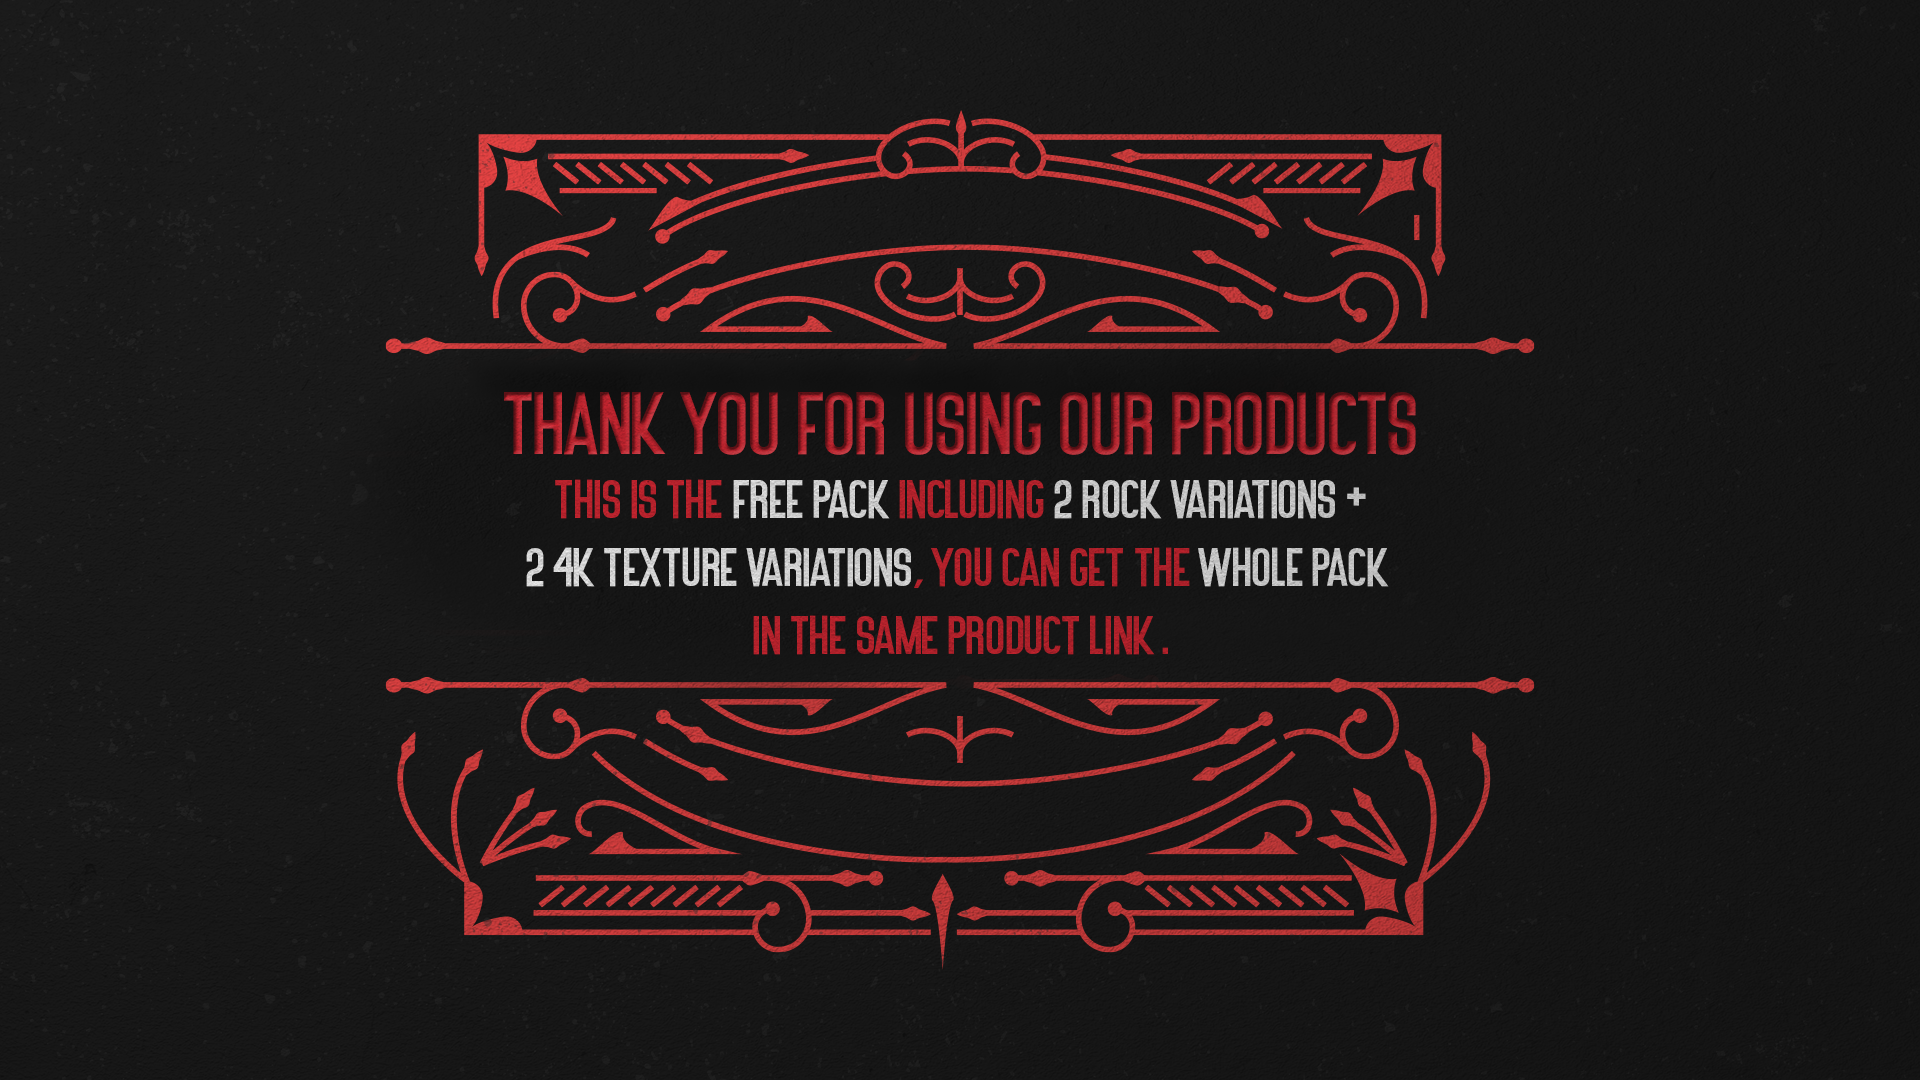 THANK YOU FOR USING OUR PRODUCTS
THIS IS THE FREE PACK INCLUDING 2 ROCK VARIATIONS +
2 4K TEXTURE VARIATIONS, YOU CAN GET THE WHOLE PACK
IN THE SAME PRODUCT LINK .